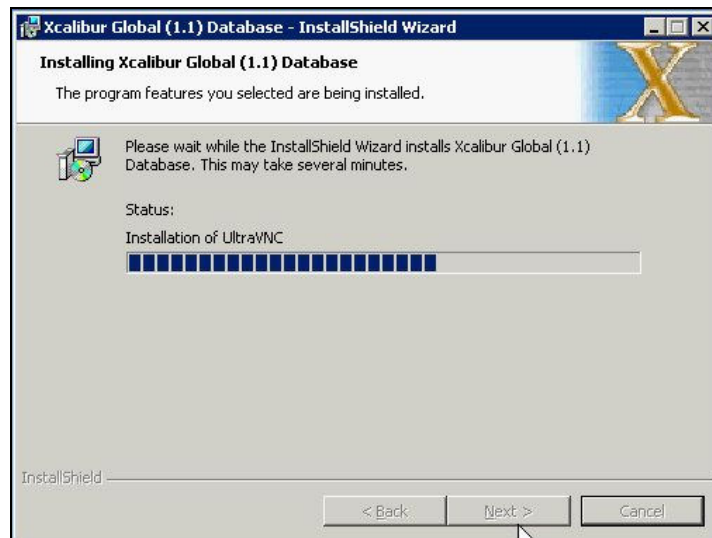 Xcalibur Global (1.1) Database - InstallShield Wizard
Installing Xcalibur Global (1.1) Database
The program features you selected are being installed.
X
Please wait while the InstallShield Wizard installs Xcalibur Global (1.1)
Database. This may take several minutes.
Status:
Installation of UltraVNC
InstallShield
< Back Next > Cancel